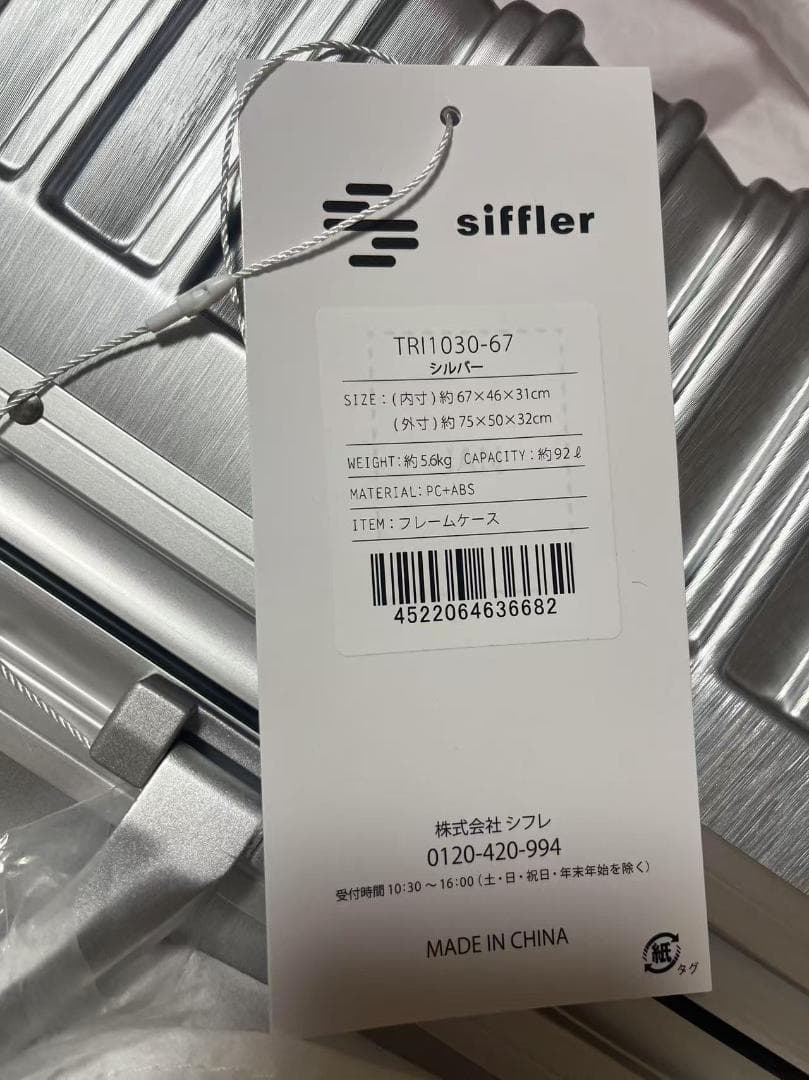 siffler
TRI1030-67
シルバー
SIZE：(内寸)約67×46×31cm
(外寸)約75×50×32cm
WEIGHT：約5.6kg CAPACITY：約92ℓ
MATERIAL：PC+ABS
ITEM：フレームケース
4522064636682
株式会社 シフレ
0120-420-994
受付時間 10:30～16:00（土・日・祝日・年末年始を除く）
MADE IN CHINA
紙
タグ